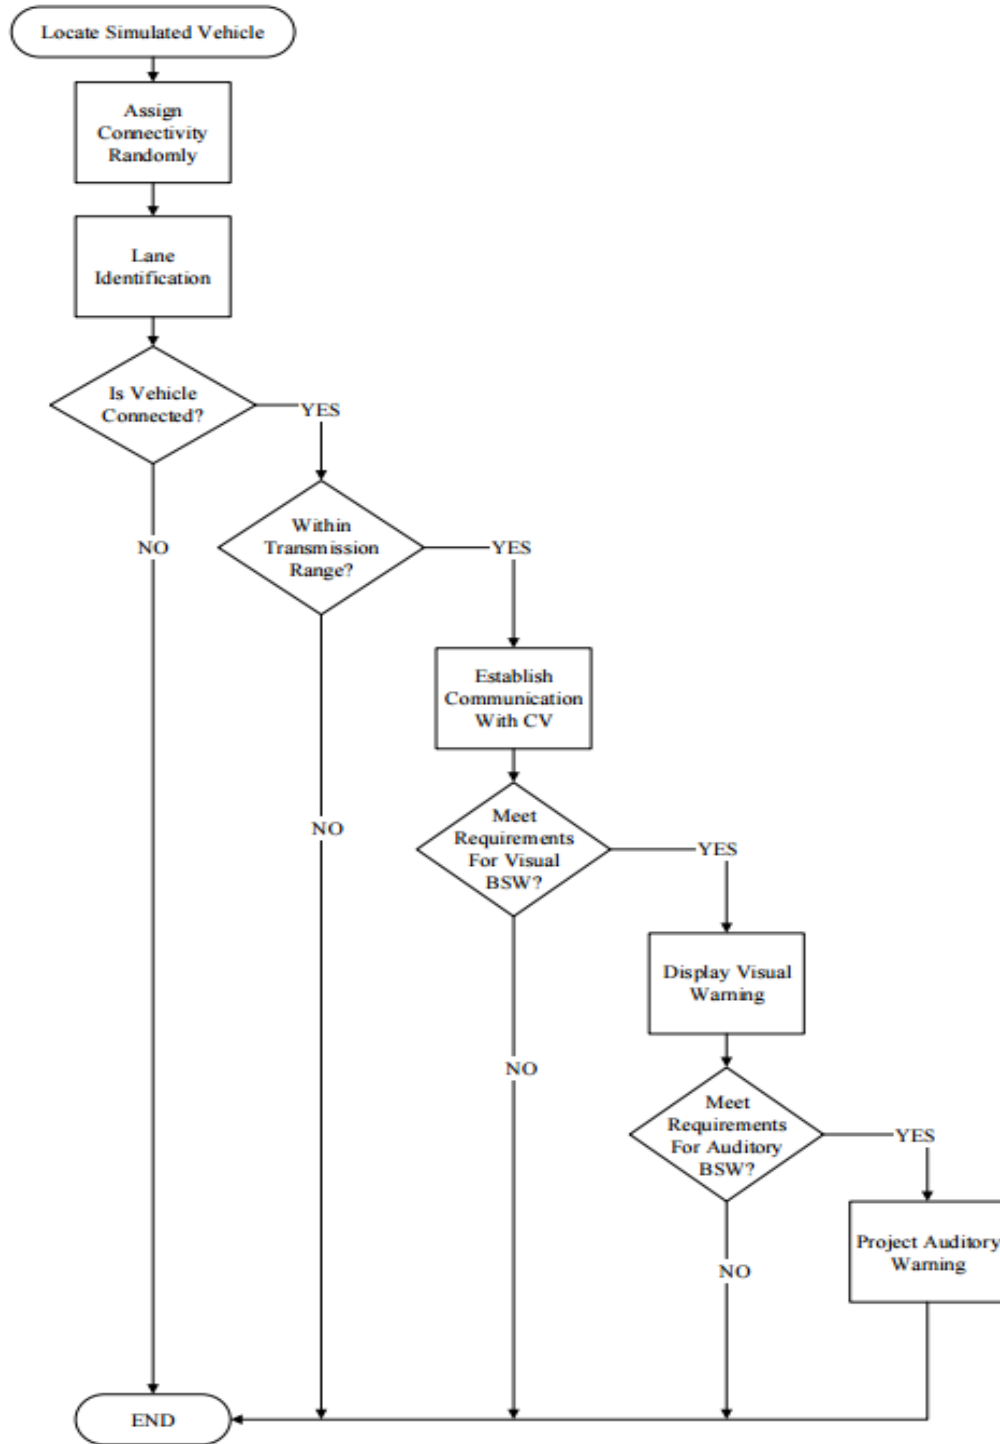 Locate Simulated Vehicle
Assign
Connectivity
Randomly
Lane
Identification
Is Vehicle
Connected?
YES
NO
Within
Transmission
Range?
YES
NO
Establish
Communication
With CV
Meet
Requirements
For Visual
BSW?
YES
NO
Display Visual
Warning
Meet
Requirements
For Auditory
BSW?
YES
NO
Project Auditory
Warning
END